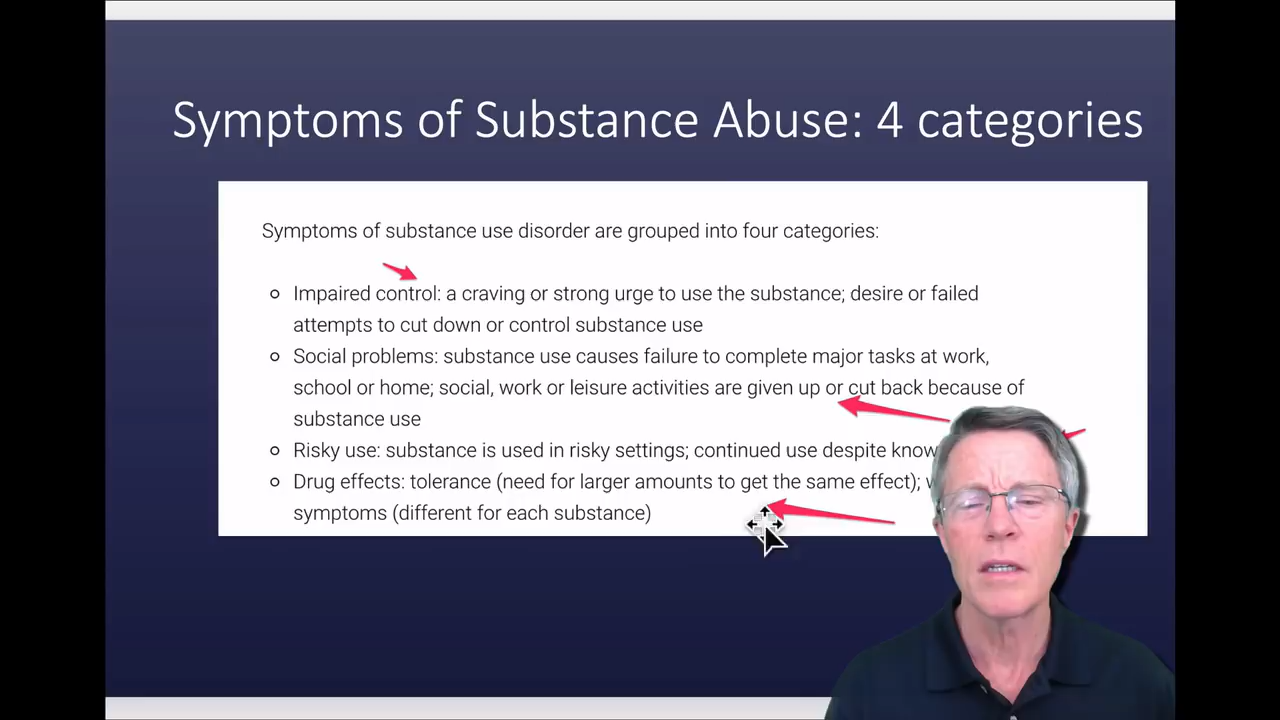 Symptoms of Substance Abuse: 4 categories
Symptoms of substance use disorder are grouped into four categories:
Impaired control: a craving or strong urge to use the substance; desire or failed
attempts to cut down or control substance use
Social problems: substance use causes failure to complete major tasks at work,
school or home; social, work or leisure activities are given up or cut back because of
substance use
Risky use: substance is used in risky settings; continued use despite
Drug effects: tolerance (need for larger amounts to get the same effect);
symptoms (different for each substance)